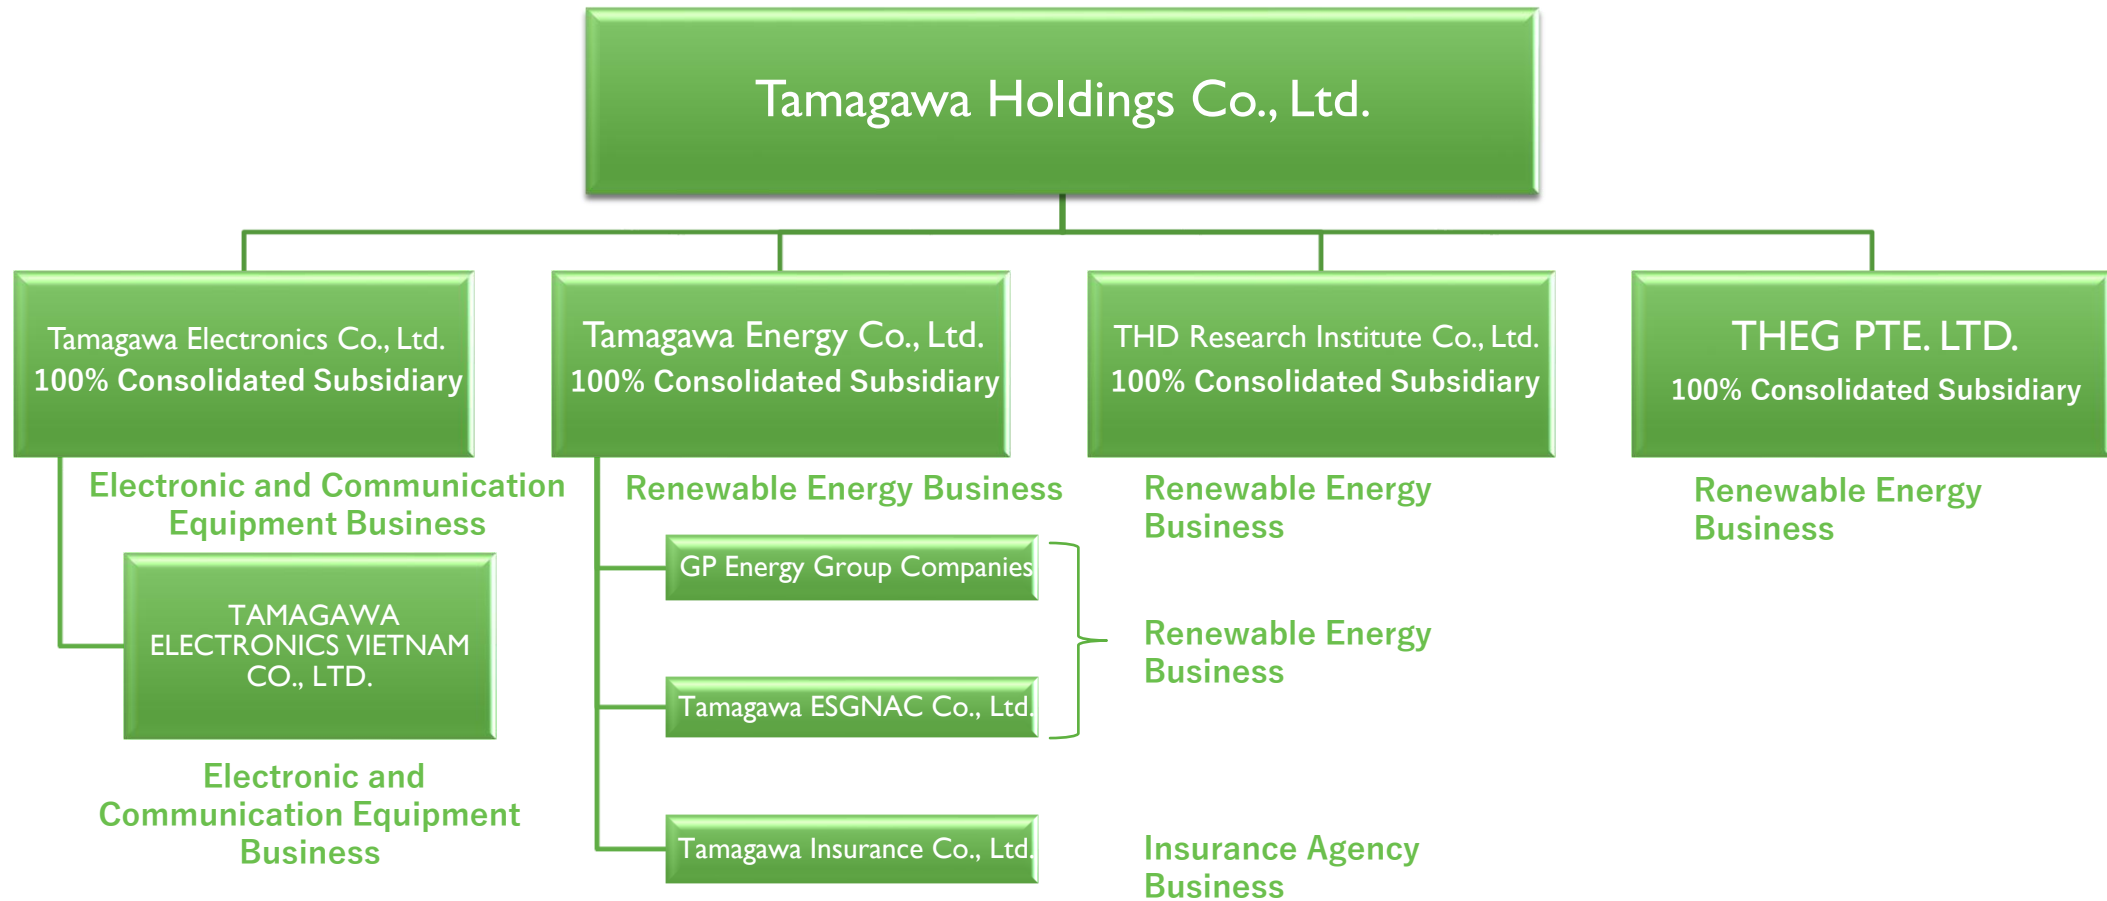 Tamagawa Holdings Co., Ltd.
Tamagawa Electronics Co., Ltd.
100% Consolidated Subsidiary
Tamagawa Energy Co., Ltd.
100% Consolidated Subsidiary
THD Research Institute Co., Ltd.
100% Consolidated Subsidiary
THEG PTE. LTD.
100% Consolidated Subsidiary
Electronic and Communication
Equipment Business
Renewable Energy Business
Renewable Energy
Business
Renewable Energy
Business
TAMAGAWA
ELECTRONICS VIETNAM
CO., LTD.
Electronic and
Communication Equipment
Business
GP Energy Group Companies
Tamagawa ESGNAC Co., Ltd.
Renewable Energy
Business
Tamagawa Insurance Co., Ltd.
Insurance Agency
Business